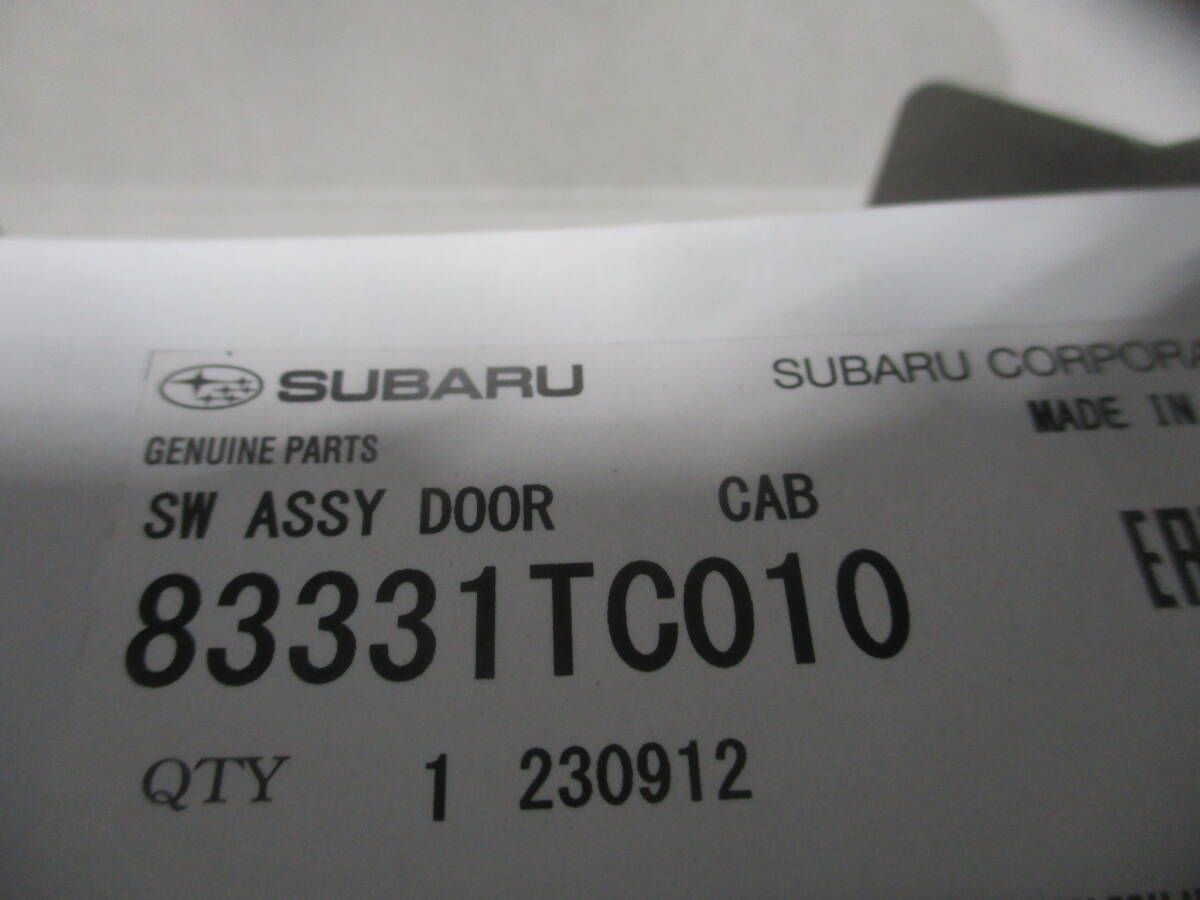 SUBARU
SUBARU CORPORA
MADE IN
GENUINE PARTS
SW ASSY DOOR CAB
83331TC010
QTY 1 230912